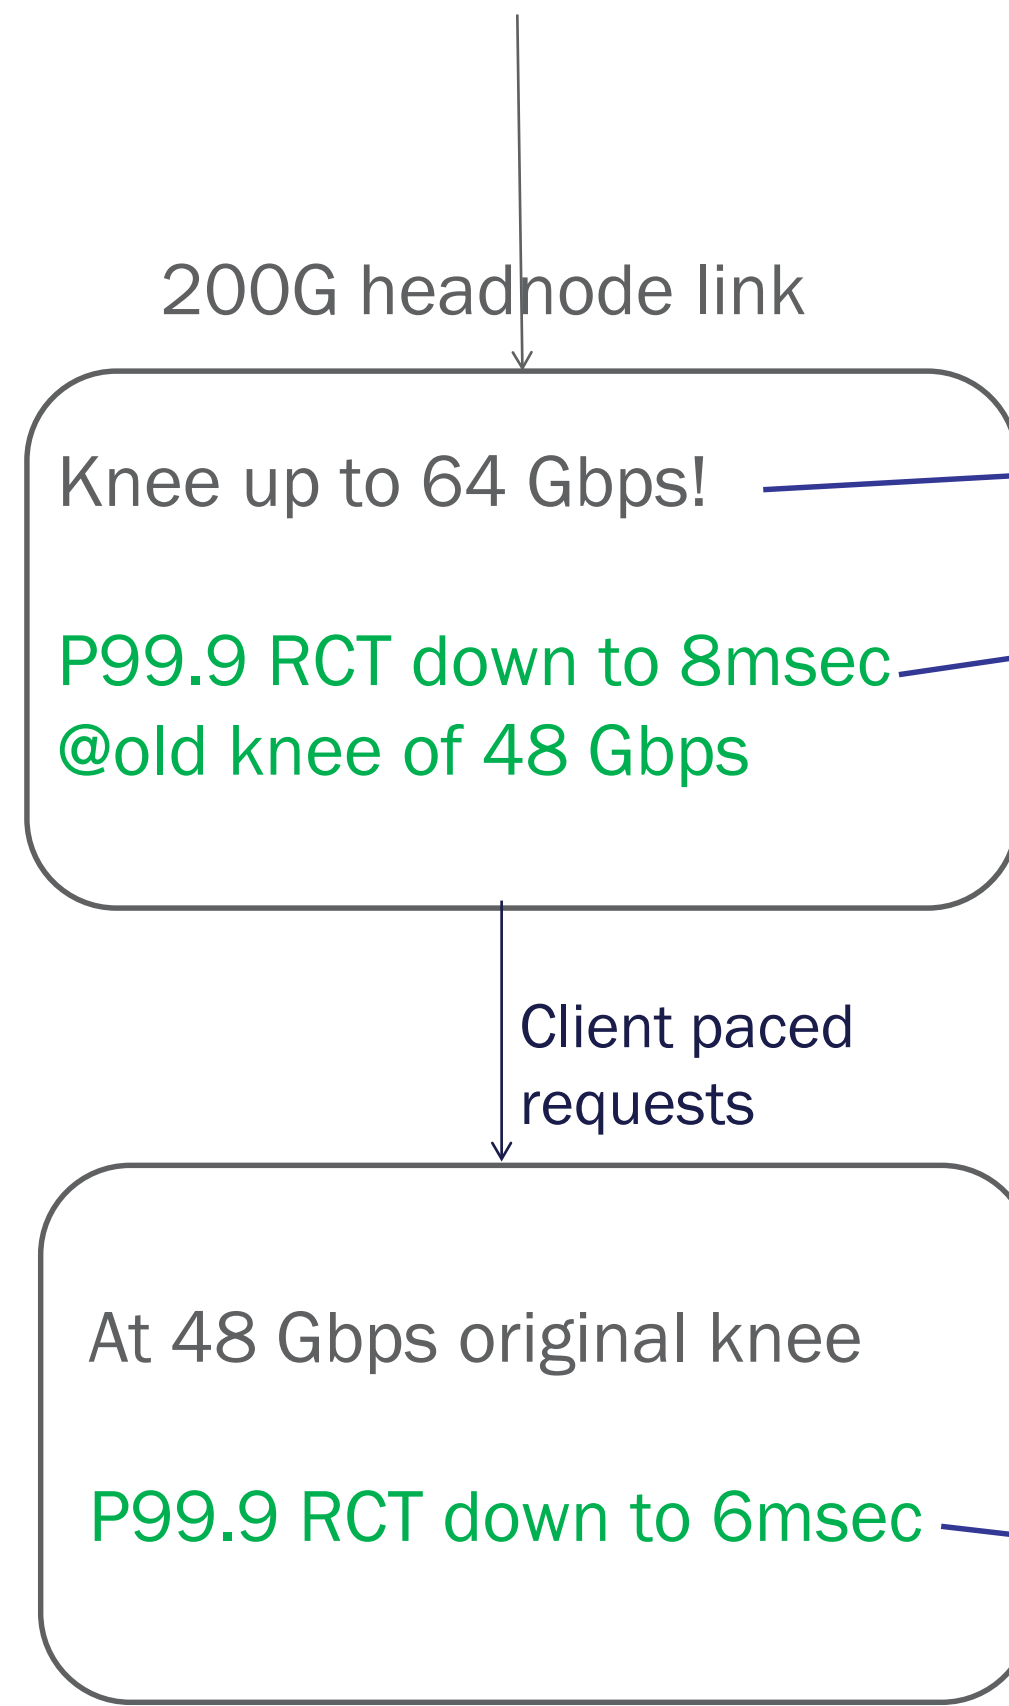 200G headnode link
Knee up to 64 Gbps!
P99.9 RCT down to 8msec
@old knee of 48 Gbps
Client paced
requests
At 48 Gbps original knee
P99.9 RCT down to 6msec